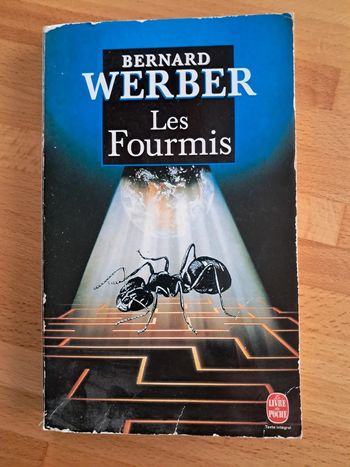 BERNARD
WERBER
Les
Fourmis
Le
LIVRE
de
POCHE
Texte intégral